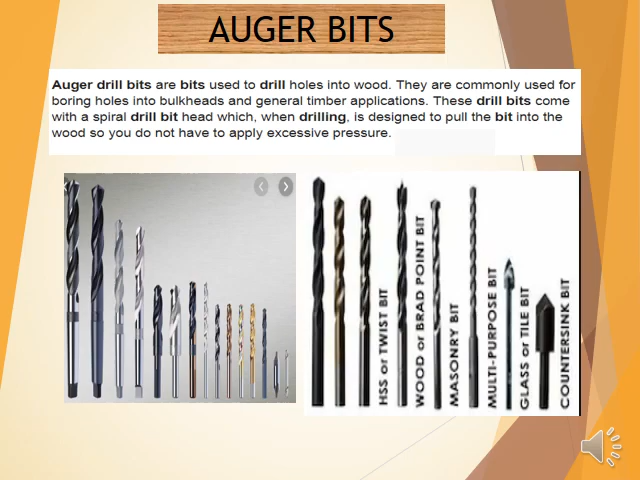 AUGER BITS
Auger drill bits are bits used to drill holes into wood. They are commonly used for
boring holes into bulkheads and general timber applications. These drill bits come
with a spiral drill bit head which, when drilling, is designed to pull the bit into the
wood so you do not have to apply excessive pressure.
HSS or TWIST BIT
WOOD or BRAD POINT BIT
MASONRY BIT
MULTI-PURPOSE BIT
GLASS or TILE BIT
COUNTERSINK BIT